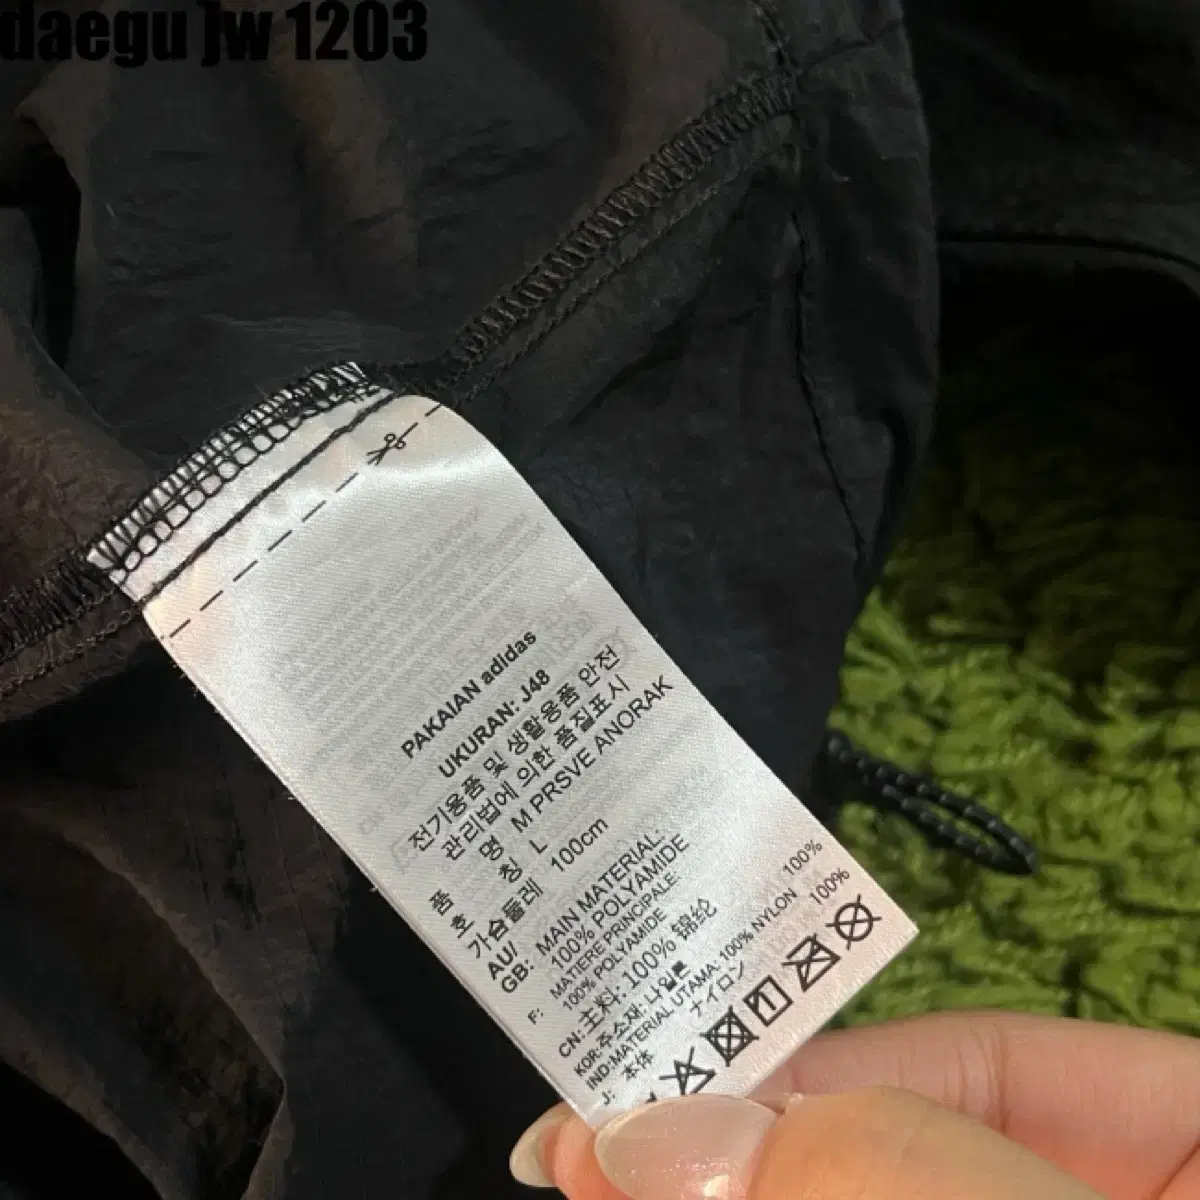 daegu jw 1203
PAKAIAN adidas
UKURAN: J48
전기용품 및 생활용품 안전
관리법에 의한 품질표시
품 명 M PRSVE ANORAK
호 칭 L
가슴둘레 100cm
AU/ MAIN MATERIAL:
GB: 100% POLYAMIDE
F: MATIERE PRINCIPALE:
100% POLYAMIDE
CN: 主料: 100% 锦纶
KOR: 주소재: 나일론 100%
IND: MATERIAL UTAMA: 100% NYLON
J: 本体 ナイロン 100%